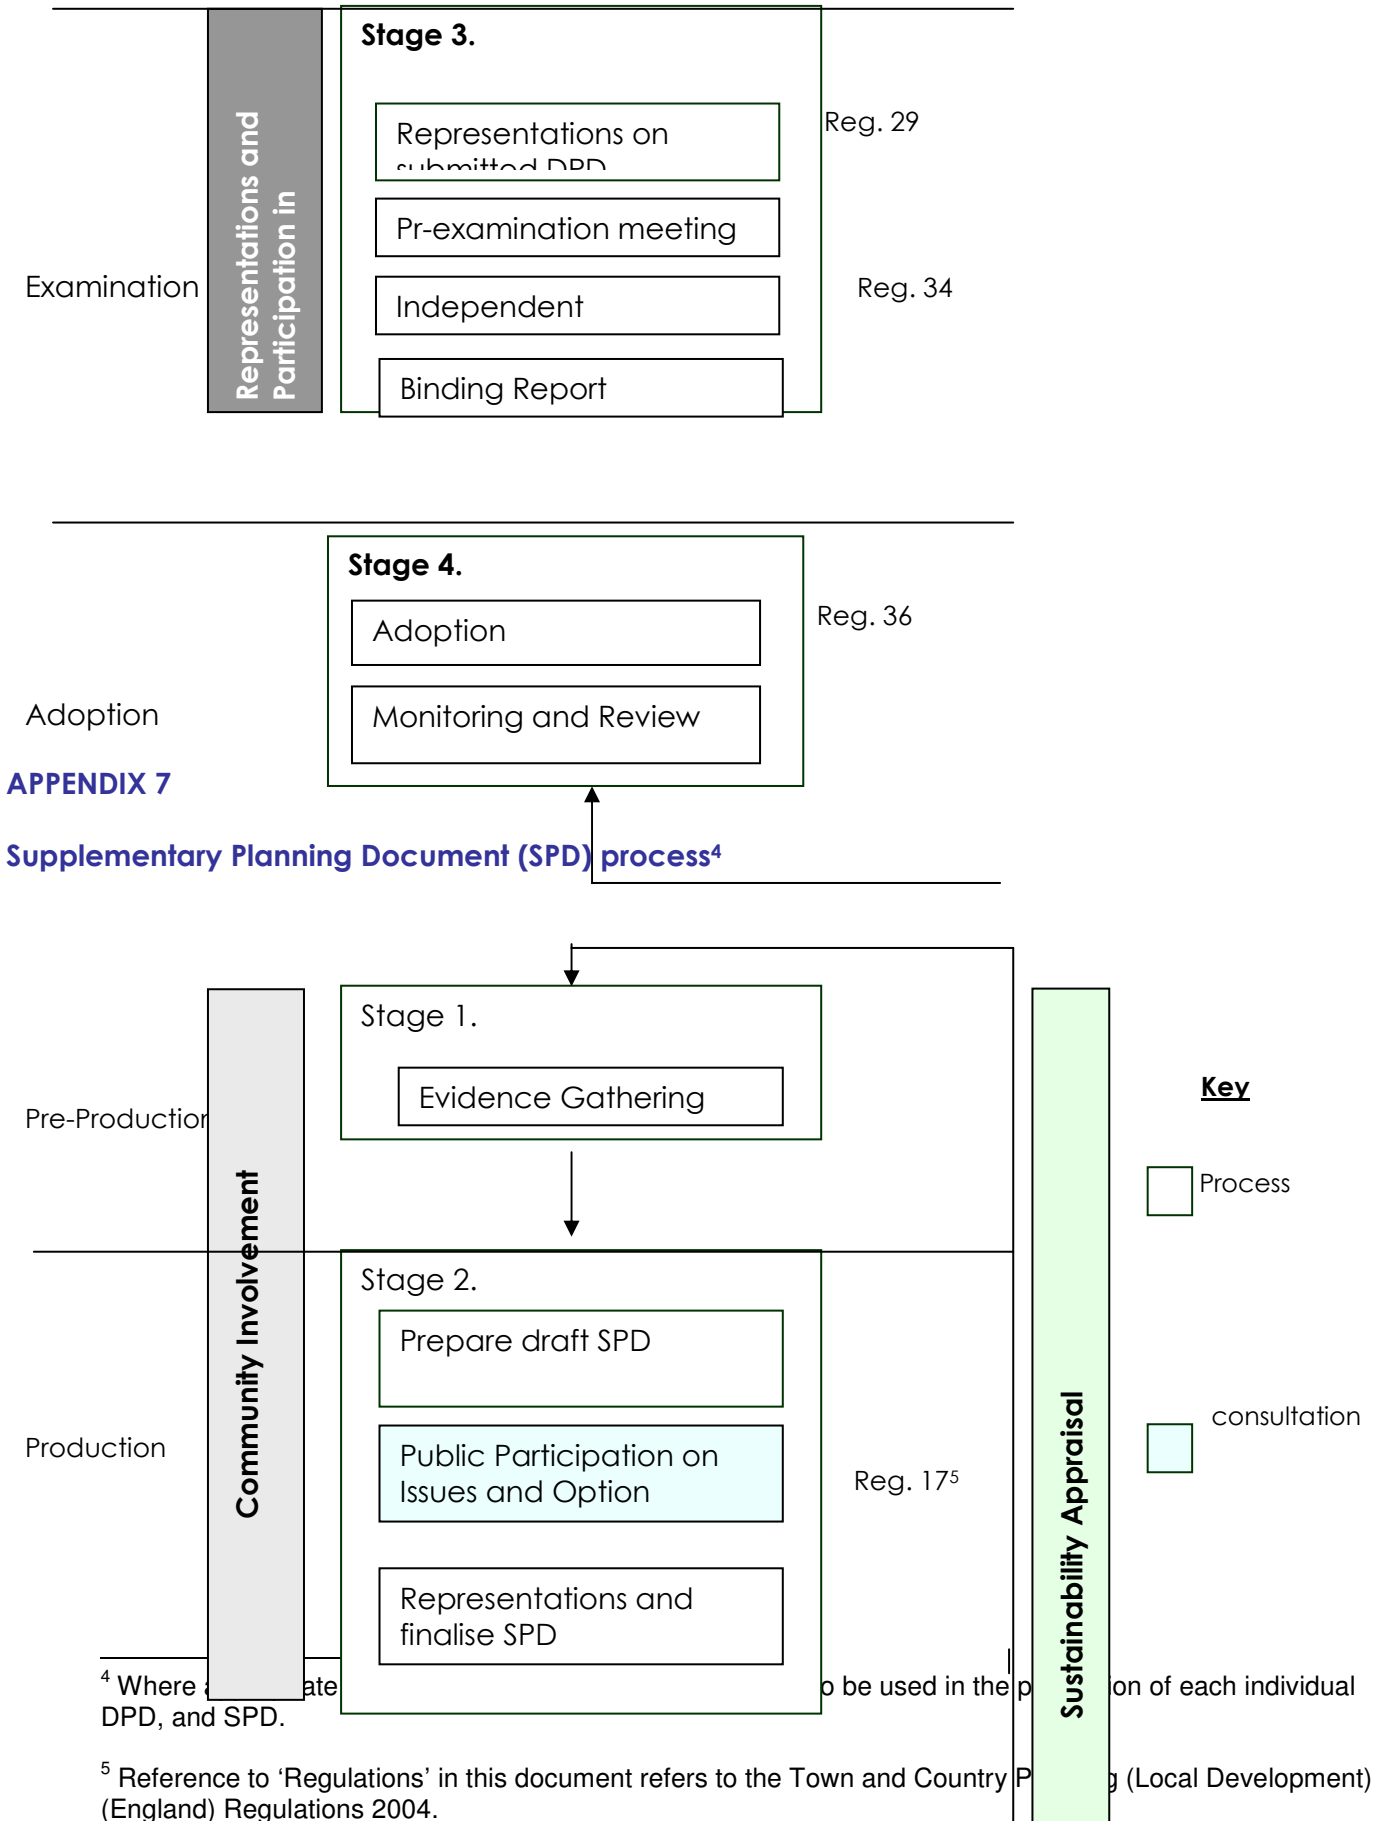 Stage 3.
Representations and
Participation in
Reg. 29
Representations on
submitted DPD
Pr-examination meeting
Examination
Reg. 34
Independent
Binding Report
Stage 4.
Reg. 36
Adoption
Adoption
Monitoring and Review
APPENDIX 7
Supplementary Planning Document (SPD) process4
Stage 1.
Evidence Gathering
Pre-Production
Key
Process
Community Involvement
Stage 2.
Prepare draft SPD
consultation
Production
Public Participation on
Issues and Option
Reg. 175
Sustainability Appraisal
Representations and
finalise SPD
4 Where be used in the ion of each individual
DPD, and SPD.
5 Reference to ‘Regulations’ in this document refers to the Town and Country (Local Development)
(England) Regulations 2004.